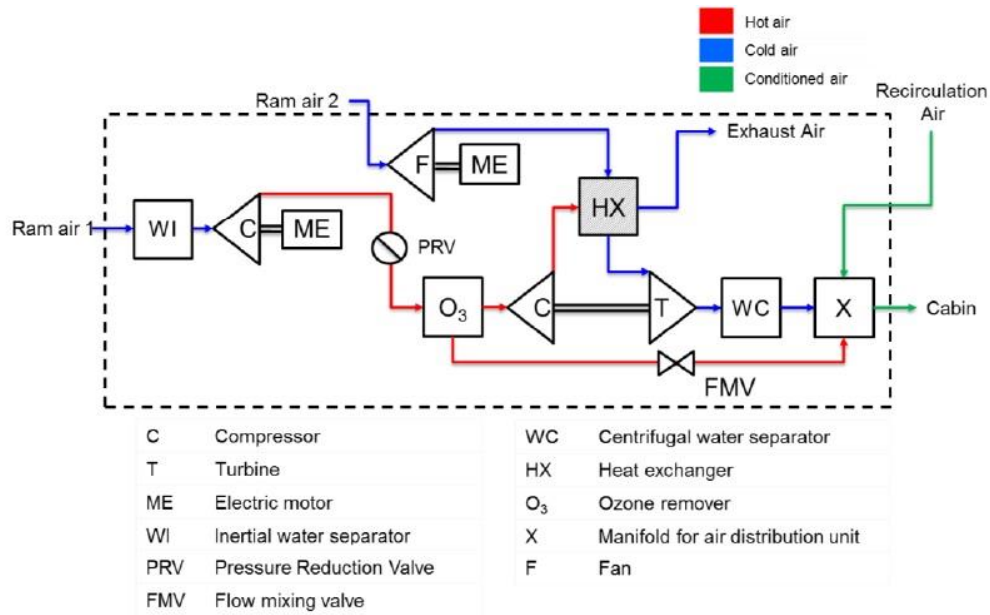 Hot air
Cold air
Conditioned air
Ram air 2
Recirculation
Air
Exhaust Air
F
ME
HX
Ram air 1
WI
C
ME
PRV
O₃
C
T
WC
X
Cabin
FMV
C Compressor
T Turbine
ME Electric motor
WI Inertial water separator
PRV Pressure Reduction Valve
FMV Flow mixing valve
WC Centrifugal water separator
HX Heat exchanger
O₃ Ozone remover
X Manifold for air distribution unit
F Fan